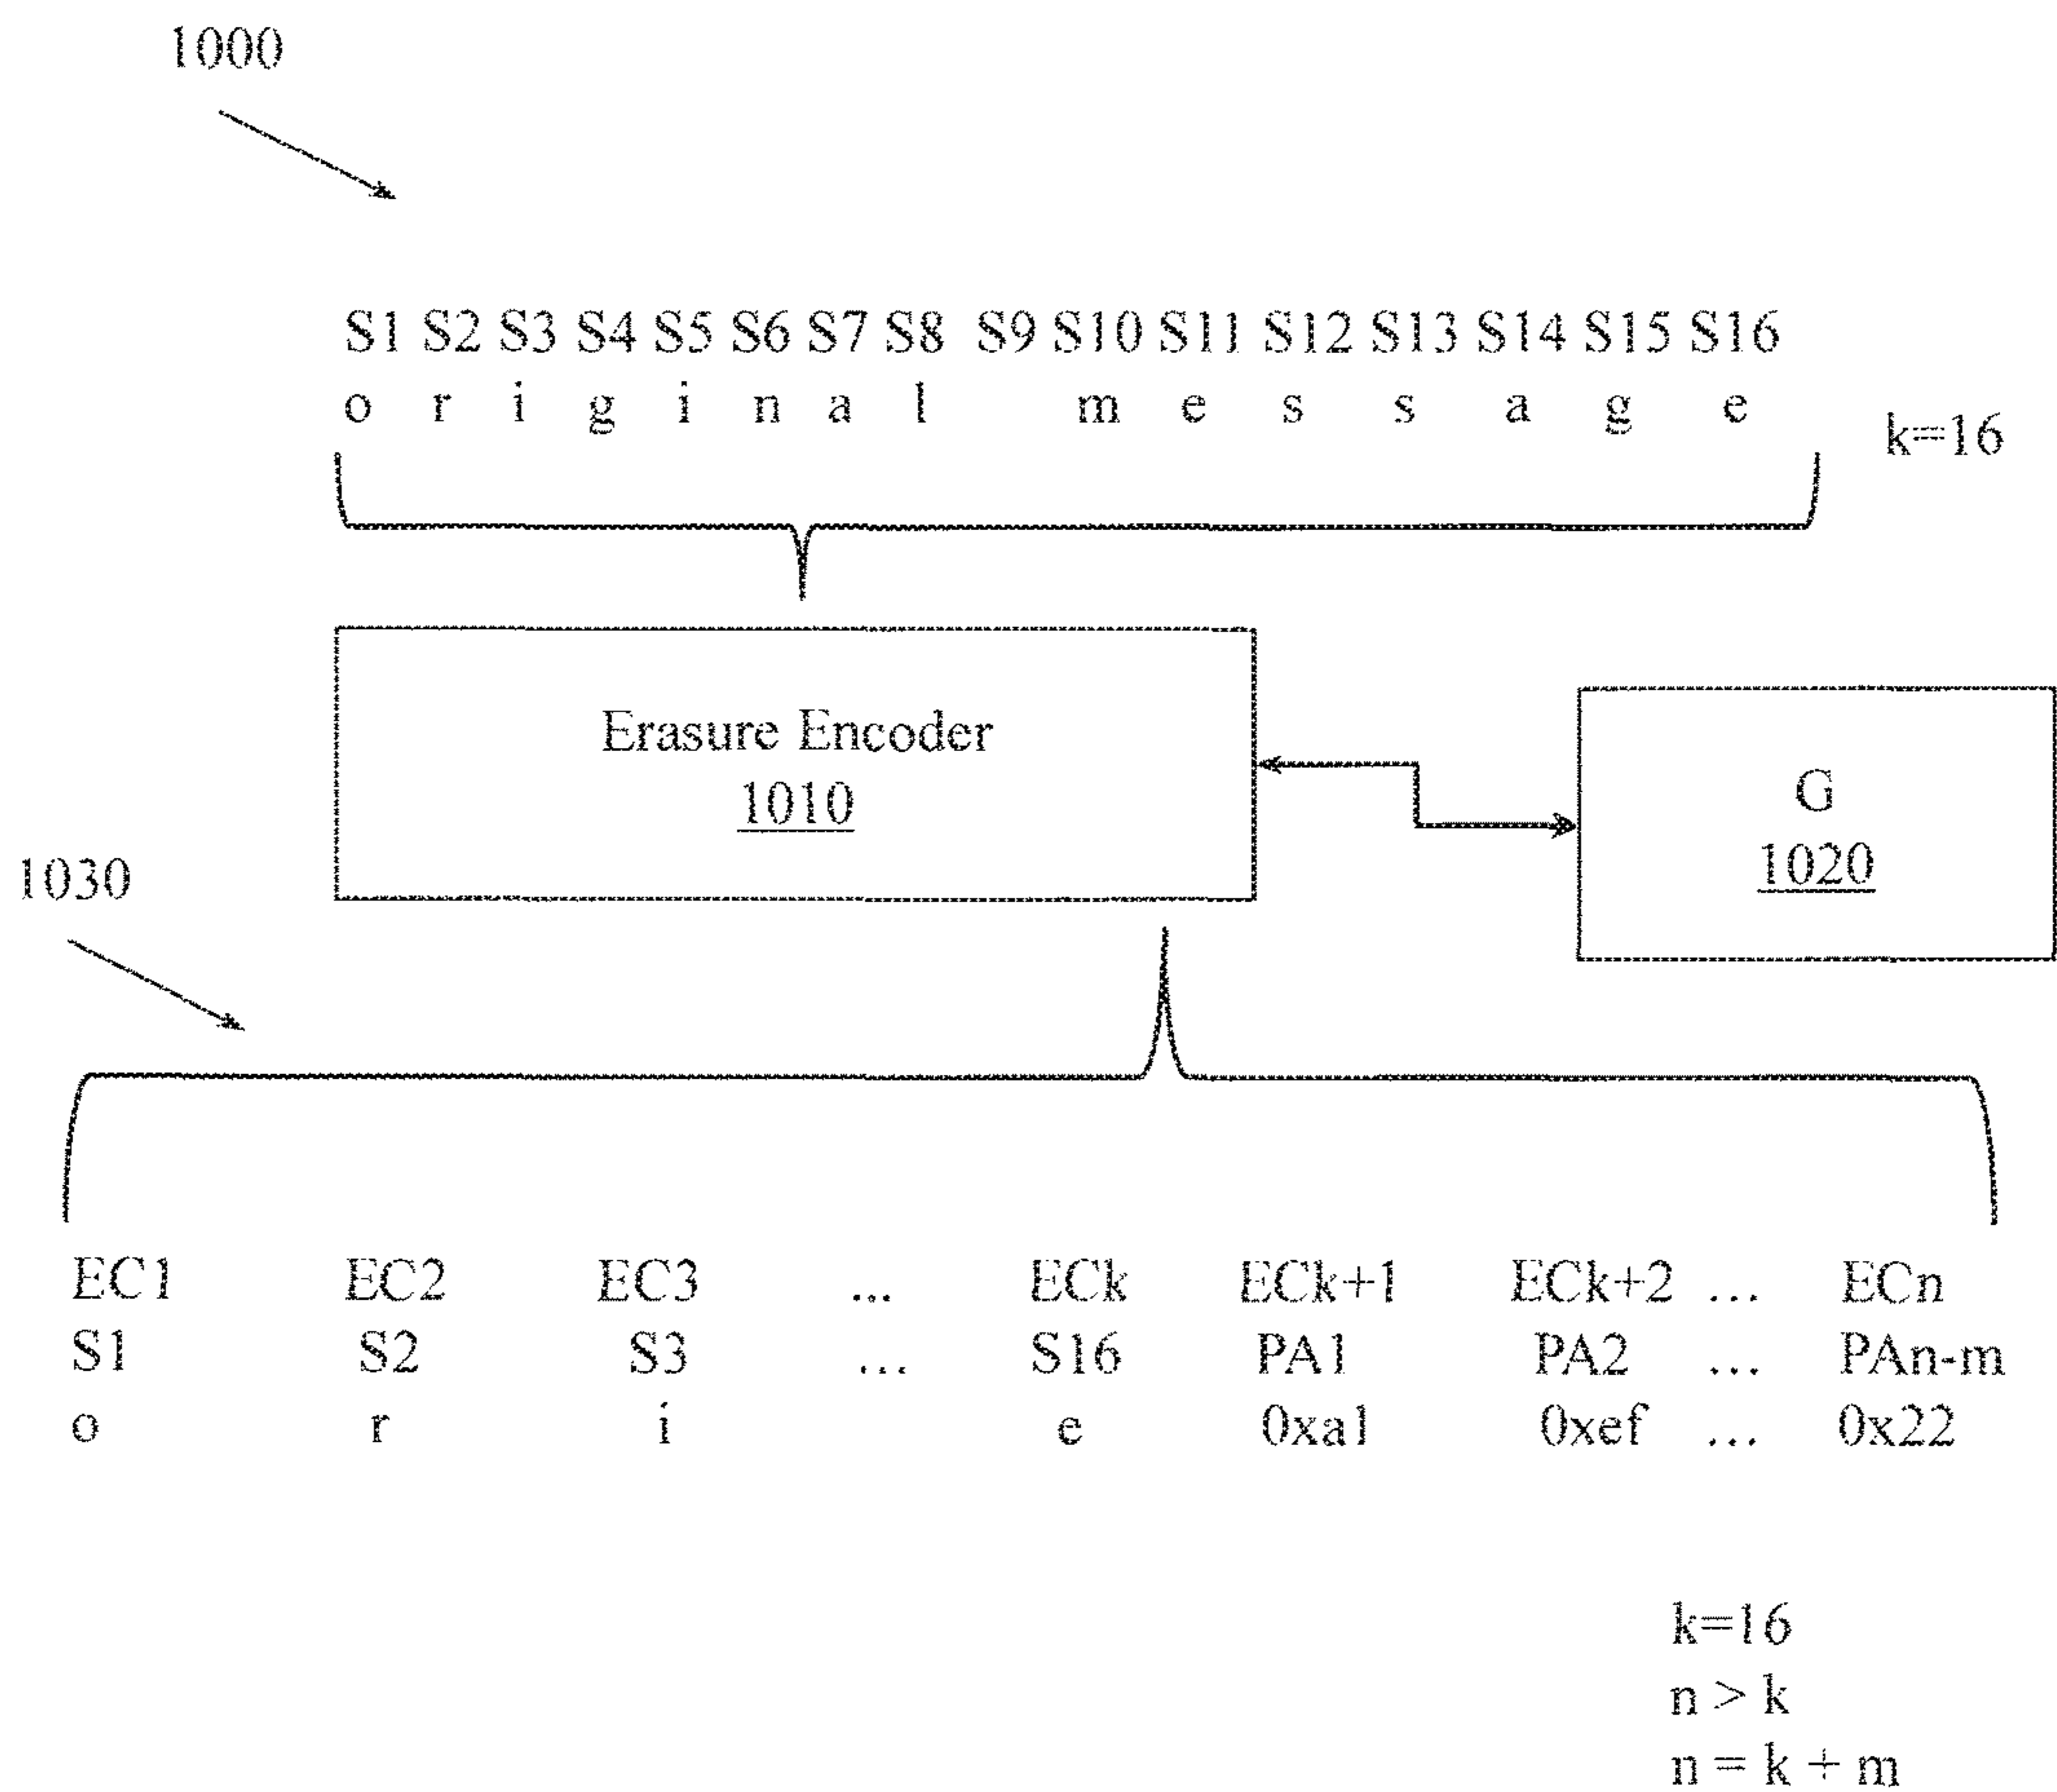 1000
S1 S2 S3 S4 S5 S6 S7 S8 S9 S10 S11 S12 S13 S14 S15 S16
o r i g i n a l m e s s a g e
k=16
Erasure Encoder
1010
G
1020
1030
EC1 EC2 EC3 ... ECk ECk+1 ECk+2 ... ECn
S1 S2 S3 ... S16 PA1 PA2 ... PAn-m
o r i e 0xa1 0xef ... 0x22
k=16
n > k
n = k + m